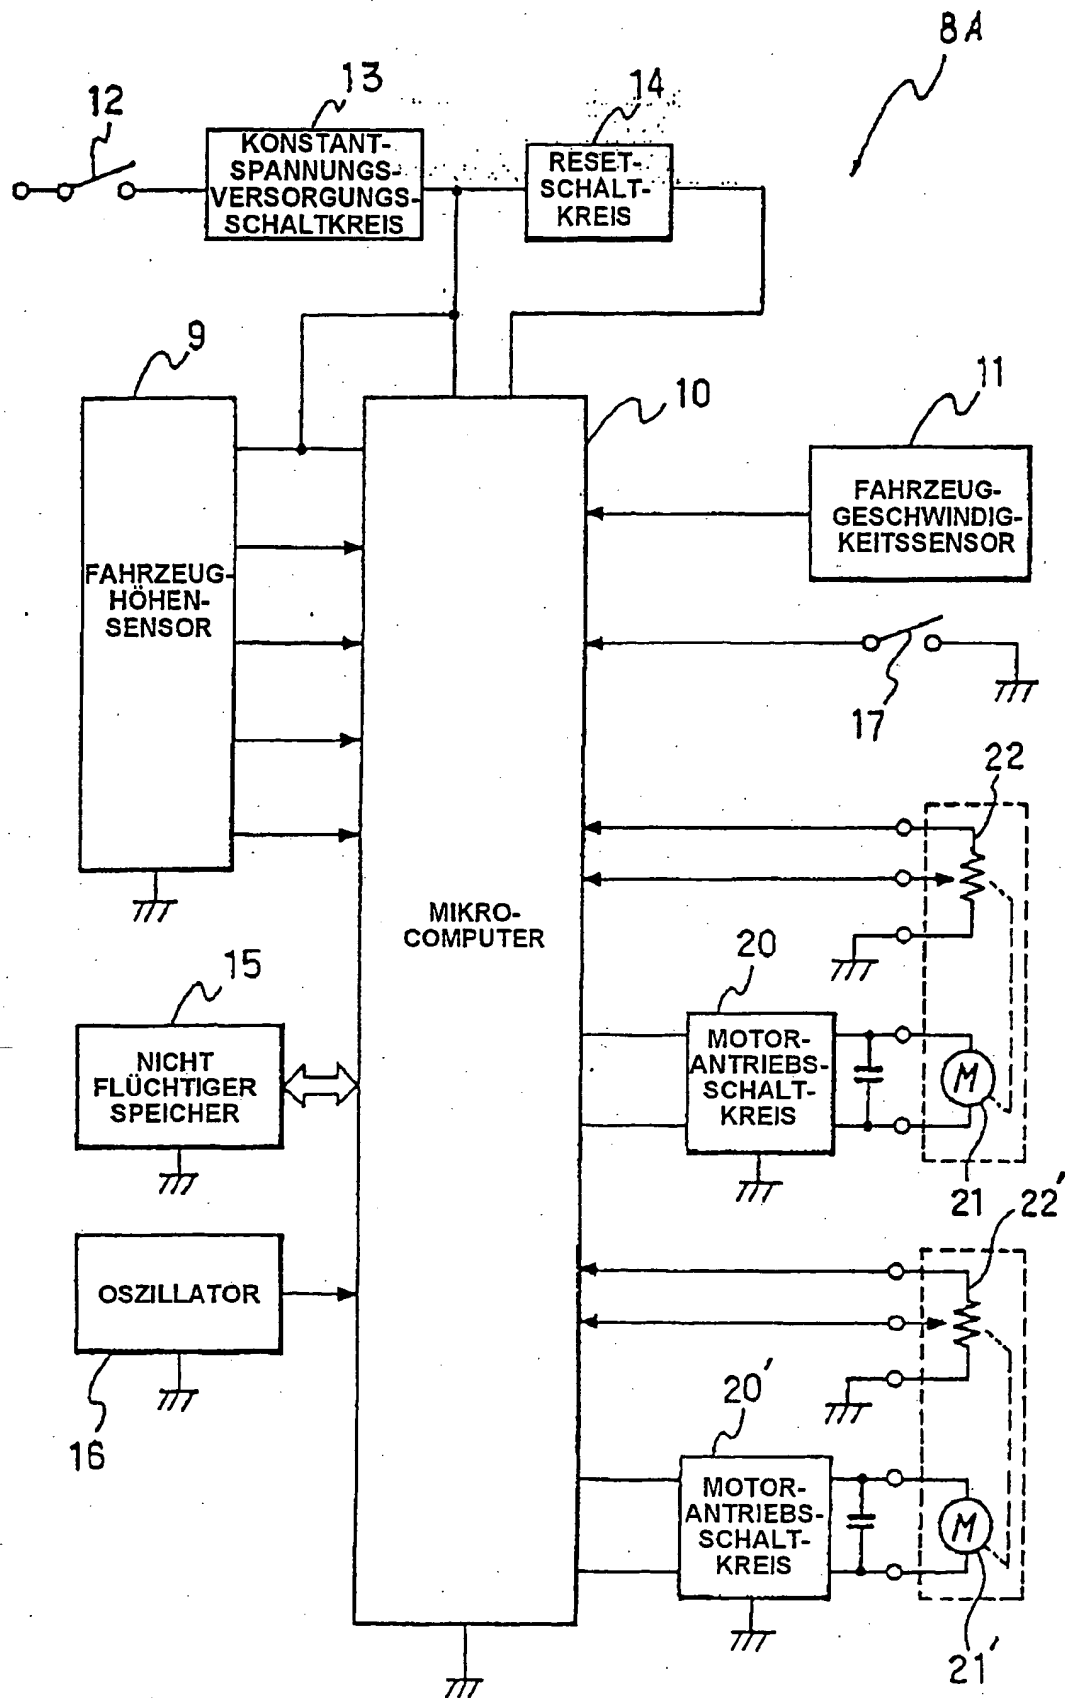 8A
12
13
14
KONSTANT-
SPANNUNGS-
VERSORGUNGS-
SCHALTKREIS
RESET-
SCHALT-
KREIS
9
10
11
FAHRZEUG-
GESCHWINDIG-
KEITSSENSOR
FAHRZEUG-
HÖHEN-
SENSOR
17
22
MIKRO-
COMPUTER
15
20
NICHT
FLÜCHTIGER
SPEICHER
MOTOR-
ANTRIEBS-
SCHALT-
KREIS
M
21
22'
OSZILLATOR
16
20'
MOTOR-
ANTRIEBS-
SCHALT-
KREIS
M
21'